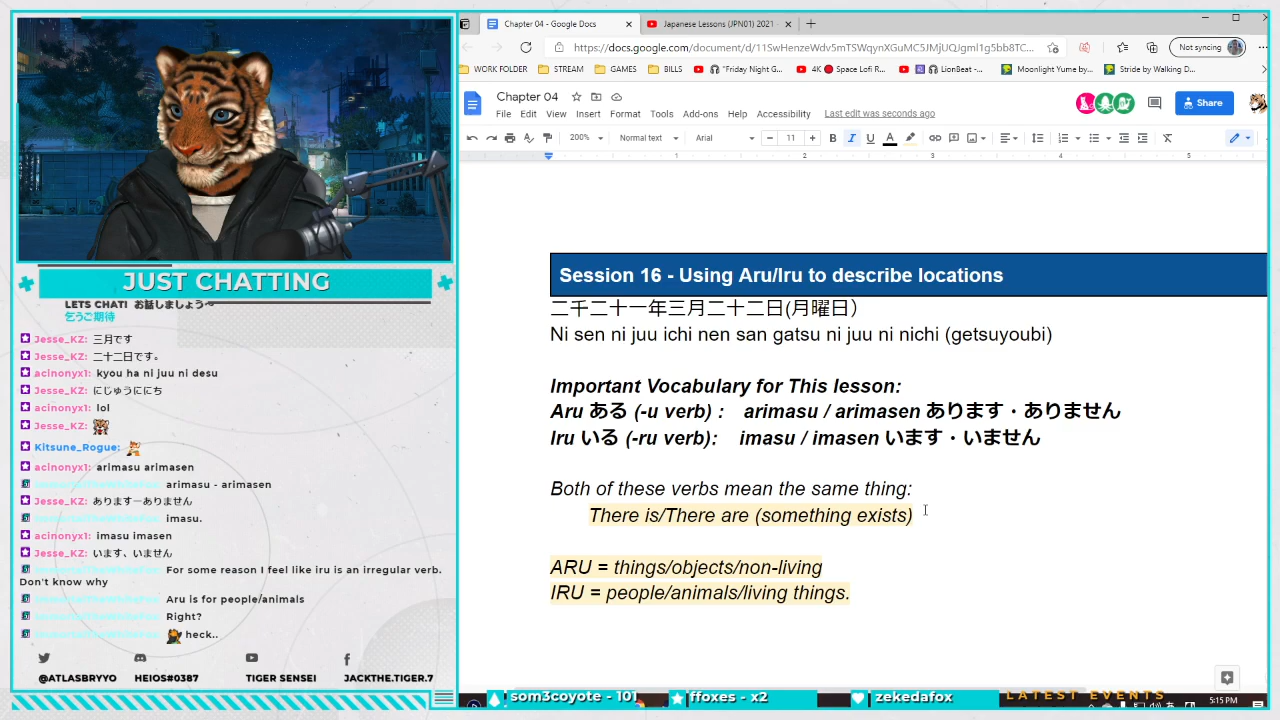 JUST CHATTING
LETS CHAT! お話しましょう〜
乞うご期待
Jesse_KZ: 三月です
Jesse_KZ: 二十二日です。
acinonyx1: kyou ha ni juu ni desu
Jesse_KZ: にじゅうににち
acinonyx1: lol
Jesse_KZ:
Kitsune_Rogue:
acinonyx1: arimasu arimasen
arimasu - arimasen
Jesse_KZ: ありますーありません
imasu.
acinonyx1: imasu imasen
Jesse_KZ: います、いません
For some reason I feel like iru is an irregular verb.
Don't know why
Aru is for people/animals
Right?
heck..
@ATLASBRYYO HEIOS#0387 TIGER SENSEI JACKTHE.TIGER.7
Chapter 04 - Google Docs
Japanese Lessons (JPN01) 2021
https://docs.google.com/document/d/11SwHenzeWdv5mTSWqynXGuMC5JMjUQJgml1g5bb8TC...
Not syncing
WORK FOLDER STREAM GAMES BILLS "Friday Night G... 4K Space Lofi R... LionBeat -... Moonlight Yume by... Stride by Walking D...
Chapter 04
File Edit View Insert Format Tools Add-ons Help Accessibility Last edit was seconds ago
Share
200% Normal text Arial 11 B I U A
1 2 3 4 5
Session 16 - Using Aru/Iru to describe locations
二千二十一年三月二十二日(月曜日）
Ni sen ni juu ichi nen san gatsu ni juu ni nichi (getsuyoubi)
Important Vocabulary for This lesson:
Aru ある (-u verb) : arimasu / arimasen あります・ありません
Iru いる (-ru verb): imasu / imasen います・いません
Both of these verbs mean the same thing:
There is/There are (something exists)
ARU = things/objects/non-living
IRU = people/animals/living things.
som3coyote - 101 ffoxes - x2 zekedafox LATEST EVENTS
5:15 PM